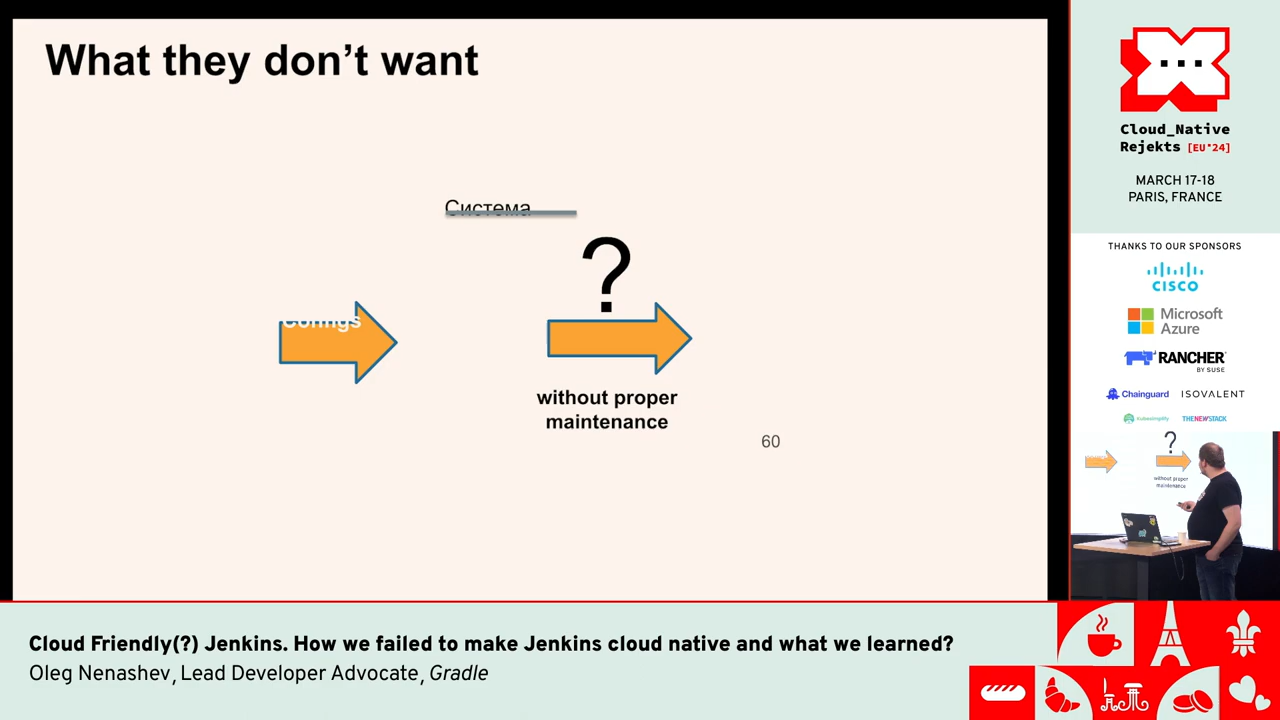 What they don't want
Система
?
Configs
without proper
maintenance
60
Cloud_Native
Rejekts [EU*24]
MARCH 17-18
PARIS, FRANCE
THANKS TO OUR SPONSORS
CISCO
Microsoft
Azure
RANCHER
BY SUSE
Chainguard
ISOVALENT
kubesimplify
THENEWSTACK
?
without proper
maintenance
Cloud Friendly(?) Jenkins. How we failed to make Jenkins cloud native and what we learned?
Oleg Nenashev, Lead Developer Advocate, Gradle